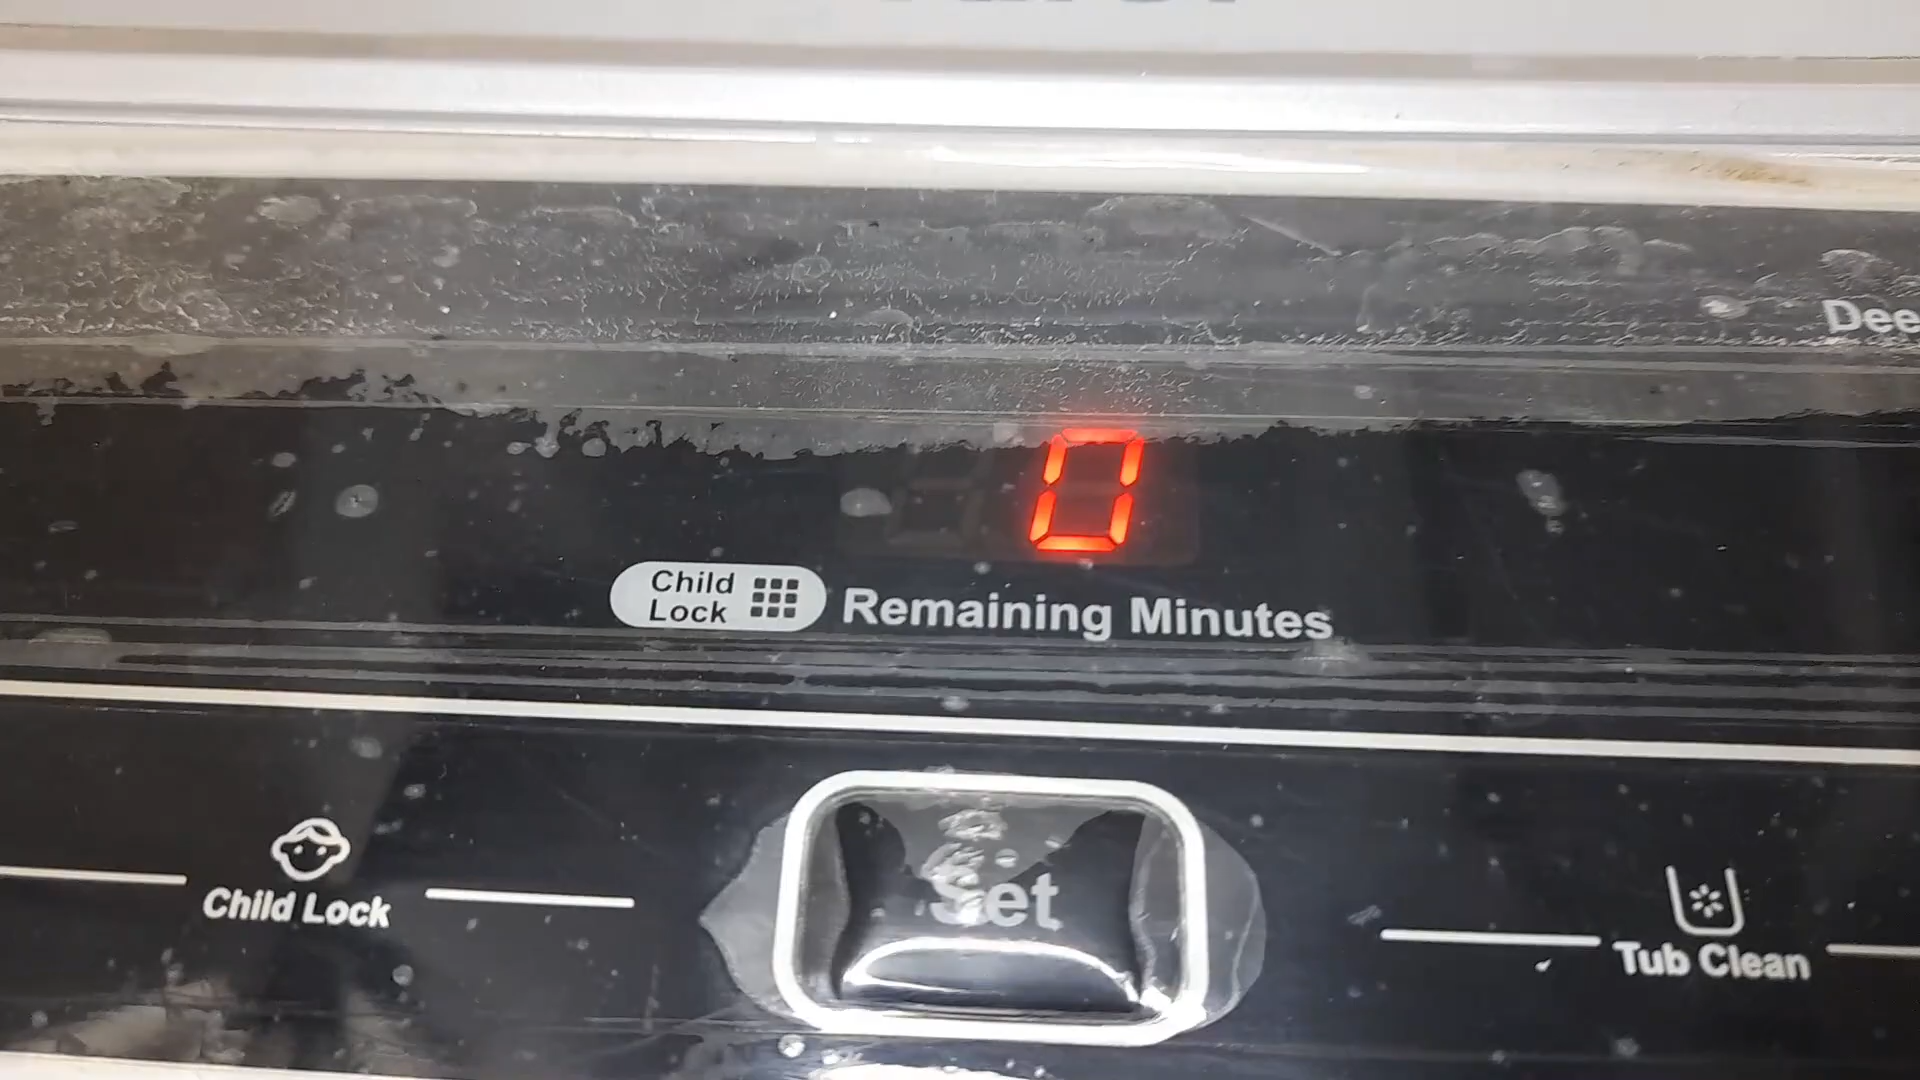 Dee
0
Child
Lock
Remaining Minutes
Set
Child Lock
Tub Clean